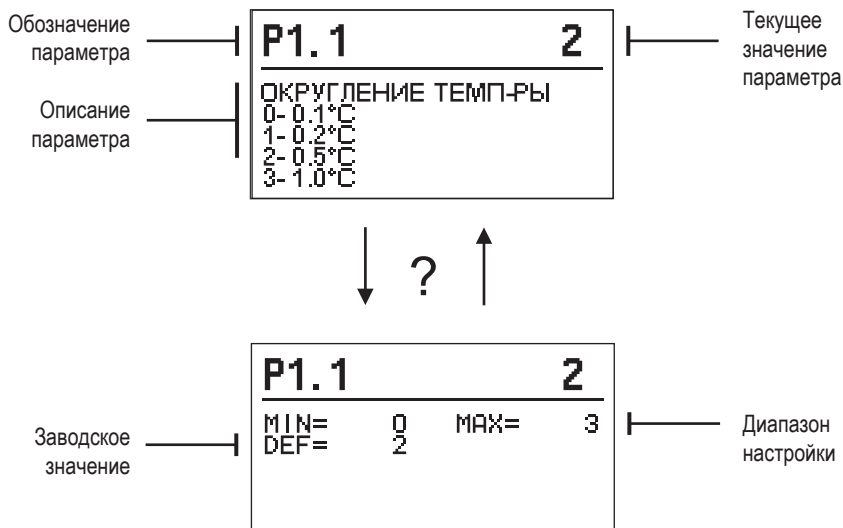 Обозначение
параметра
P1.1 2
Текущее
значение
параметра
Описание
параметра
ОКРУГЛЕНИЕ ТЕМП-РЫ
0- 0.1°C
1- 0.2°C
2- 0.5°C
3- 1.0°C
?
P1.1 2
Заводское
значение
MIN= 0 MAX= 3
DEF= 2
Диапазон
настройки